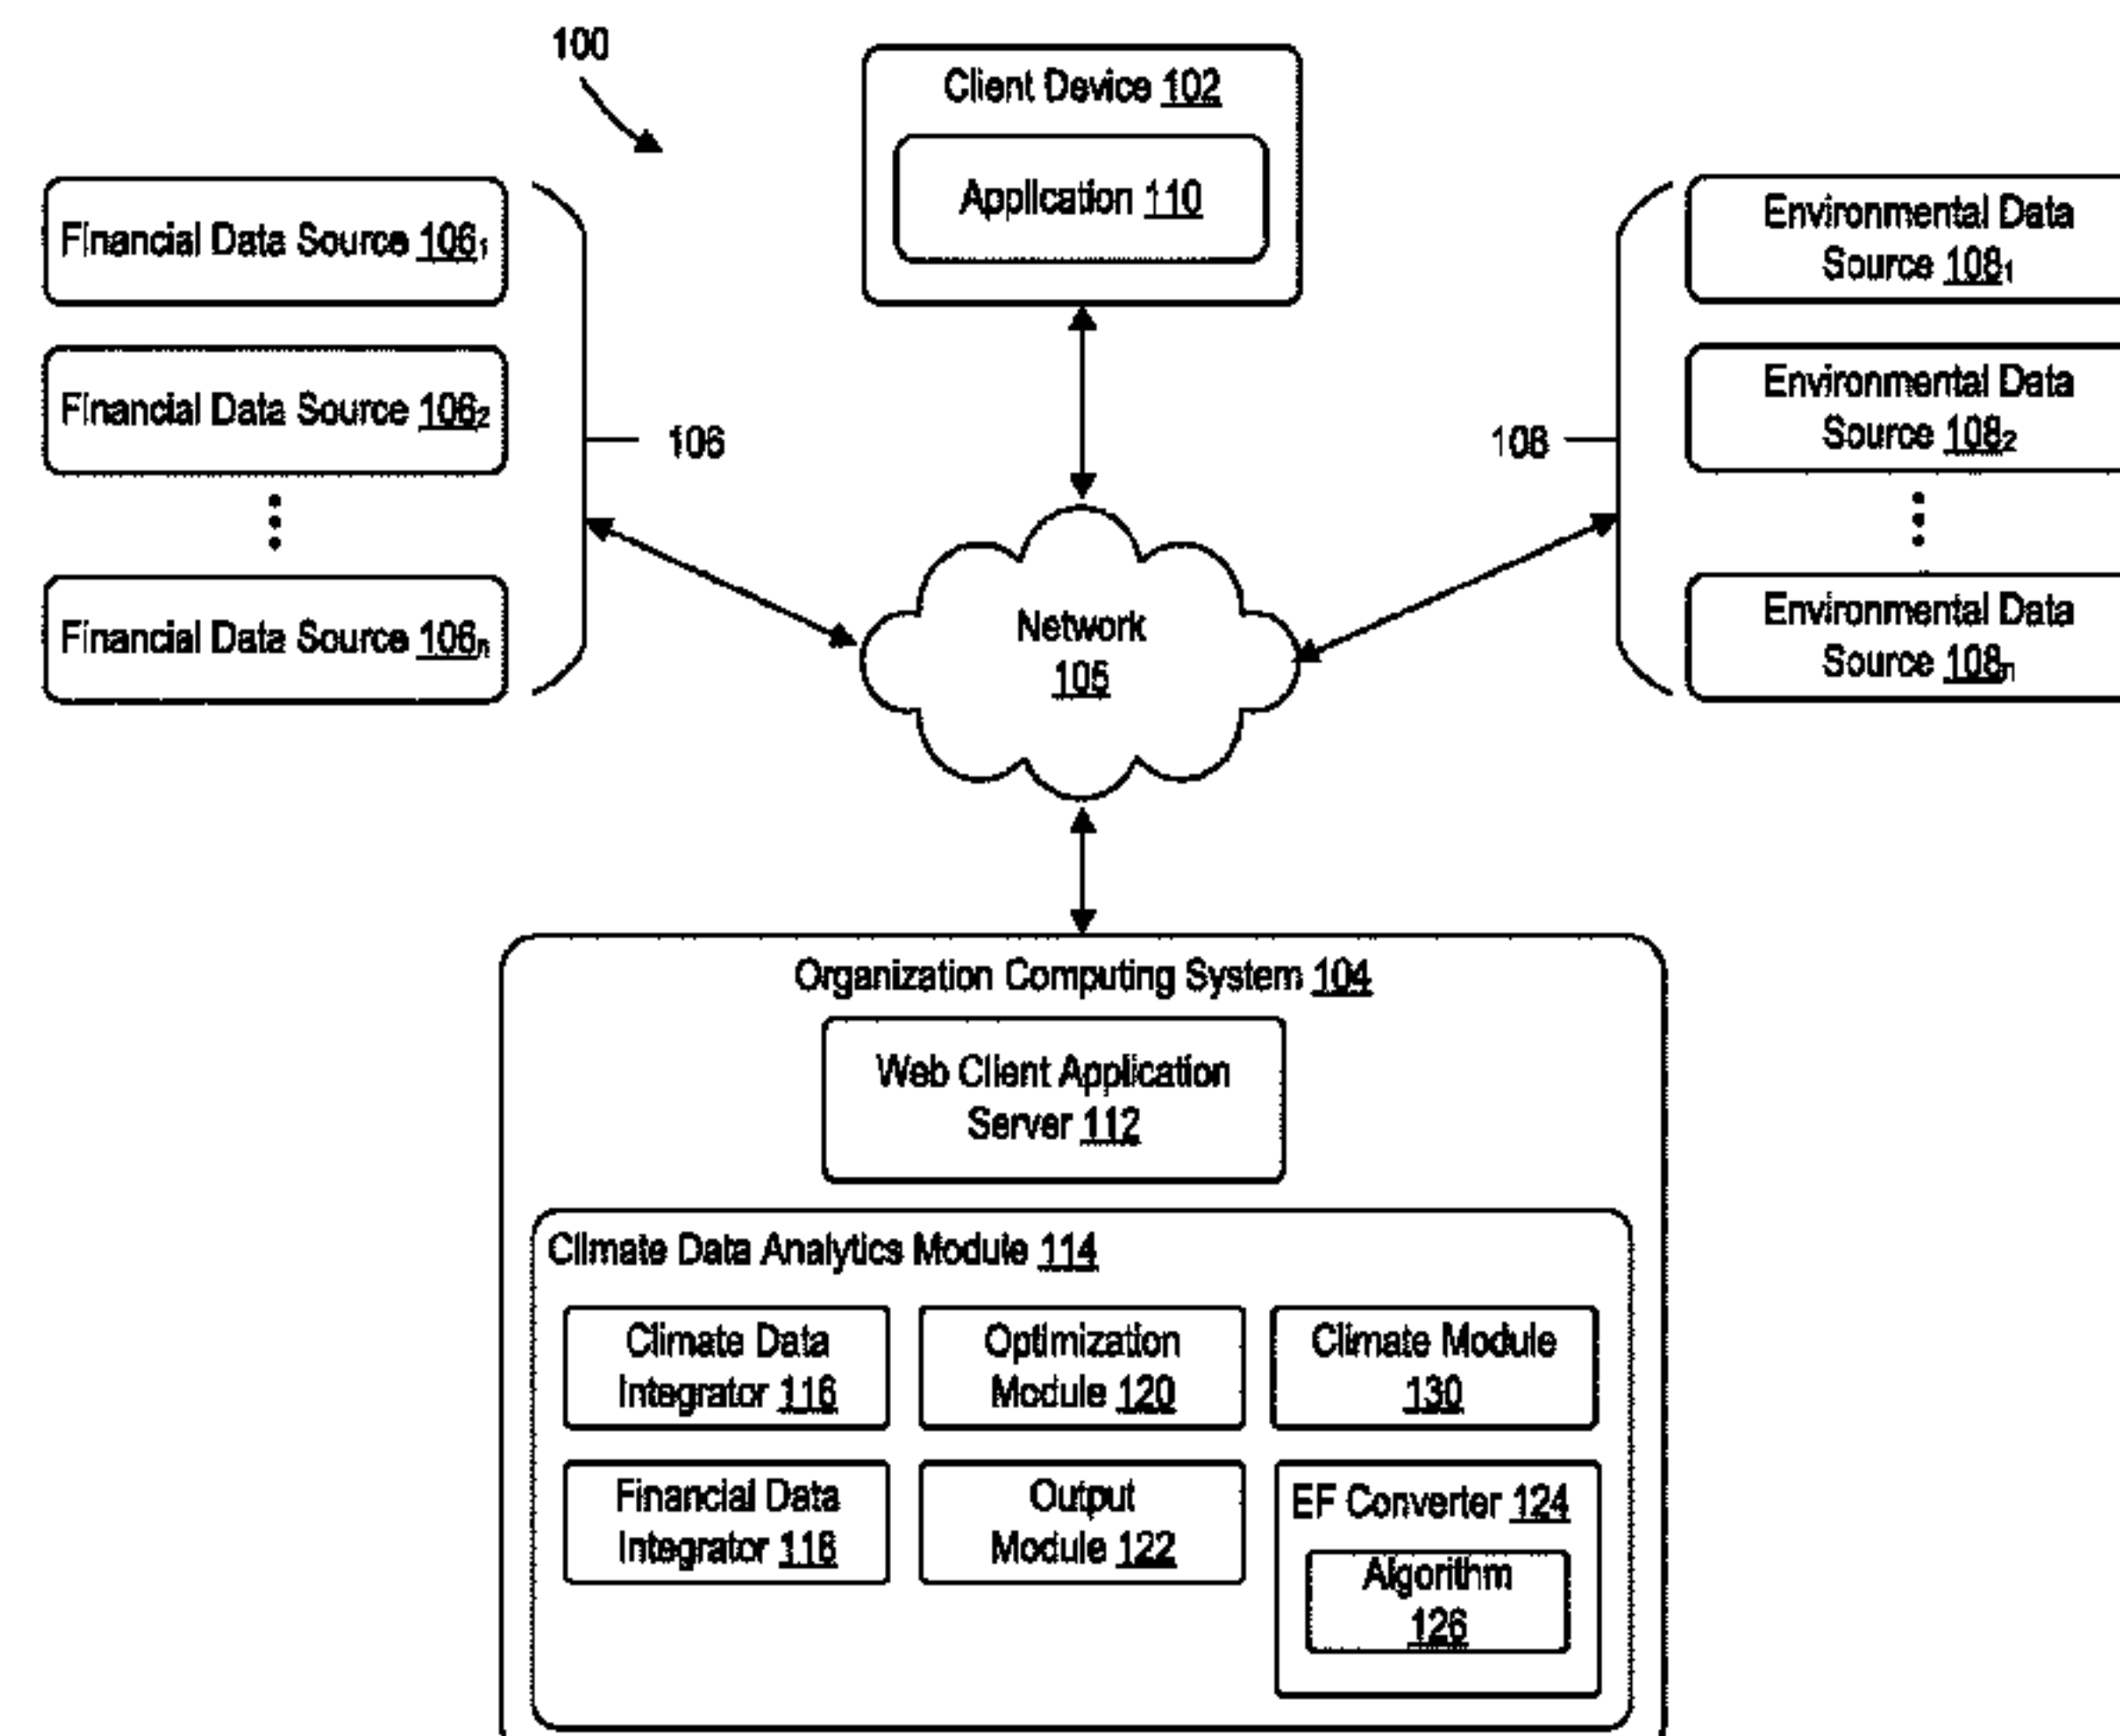 100
Client Device 102
Application 110
Financial Data Source 106₁
Financial Data Source 106₂
Financial Data Source 106ₙ
106
Environmental Data
Source 108₁
Environmental Data
Source 108₂
Environmental Data
Source 108ₙ
108
Network
105
Organization Computing System 104
Web Client Application
Server 112
Climate Data Analytics Module 114
Climate Data
Integrator 116
Optimization
Module 120
Climate Module
130
Financial Data
Integrator 118
Output
Module 122
EF Converter 124
Algorithm
126